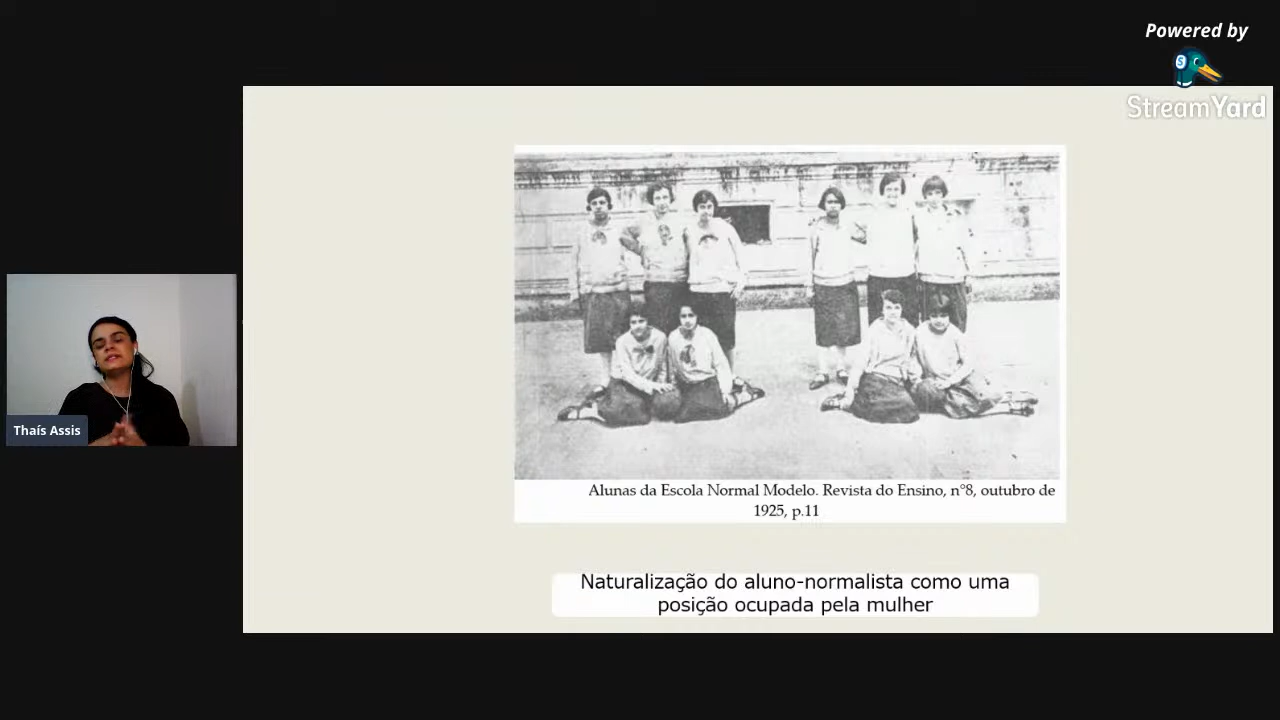 Powered by
StreamYard
Alunas da Escola Normal Modelo. Revista do Ensino, n°8, outubro de
1925, p.11
Thaís Assis
Naturalização do aluno-normalista como uma
posição ocupada pela mulher